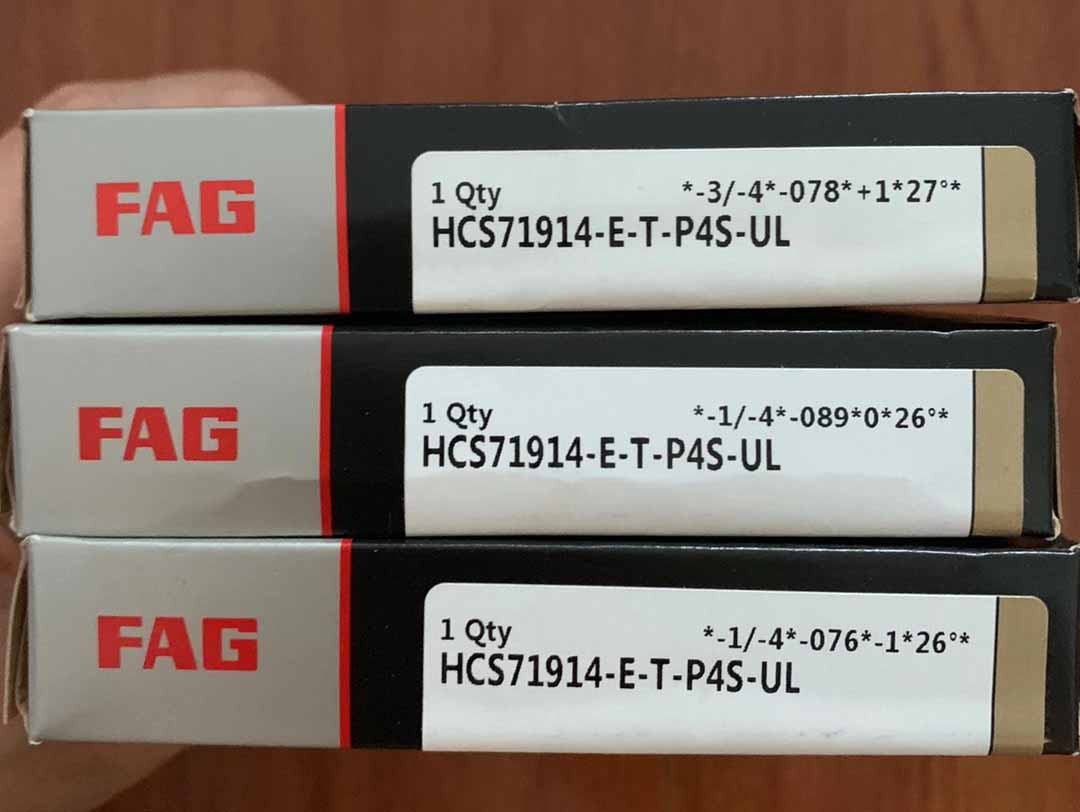 FAG
1 Qty *-3/-4*-078*+1*27°*
HCS71914-E-T-P4S-UL
FAG
1 Qty *-1/-4*-089*0*26°*
HCS71914-E-T-P4S-UL
FAG
1 Qty *-1/-4*-076*-1*26°*
HCS71914-E-T-P4S-UL